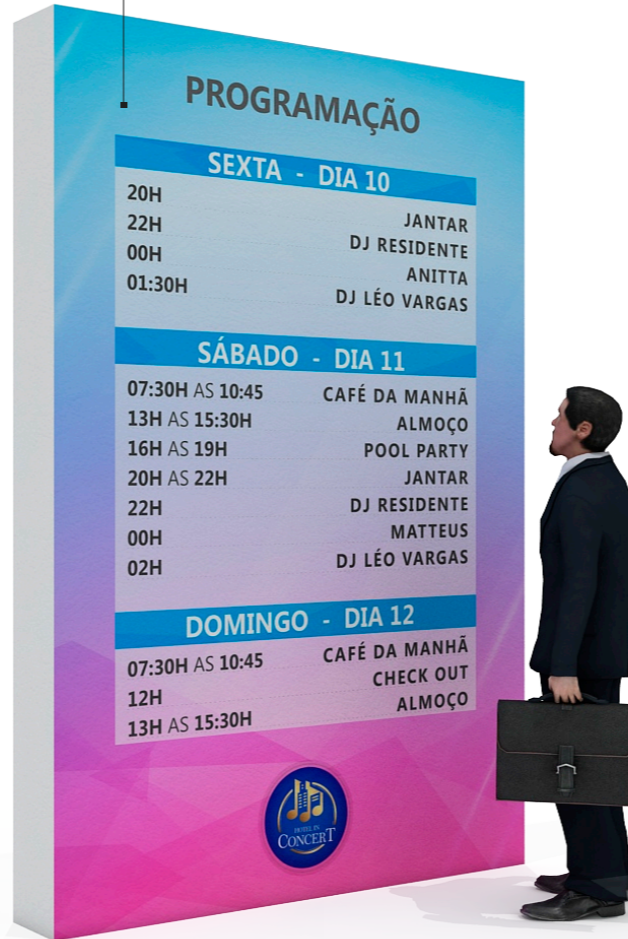 PROGRAMAÇÃO
SEXTA - DIA 10
20H JANTAR
22H DJ RESIDENTE
00H ANITTA
01:30H DJ LÉO VARGAS
SÁBADO - DIA 11
07:30H AS 10:45 CAFÉ DA MANHÃ
13H AS 15:30H ALMOÇO
16H AS 19H POOL PARTY
20H AS 22H JANTAR
22H DJ RESIDENTE
00H MATTEUS
02H DJ LÉO VARGAS
DOMINGO - DIA 12
07:30H AS 10:45 CAFÉ DA MANHÃ
12H CHECK OUT
13H AS 15:30H ALMOÇO
HOTEL IN
CONCERT